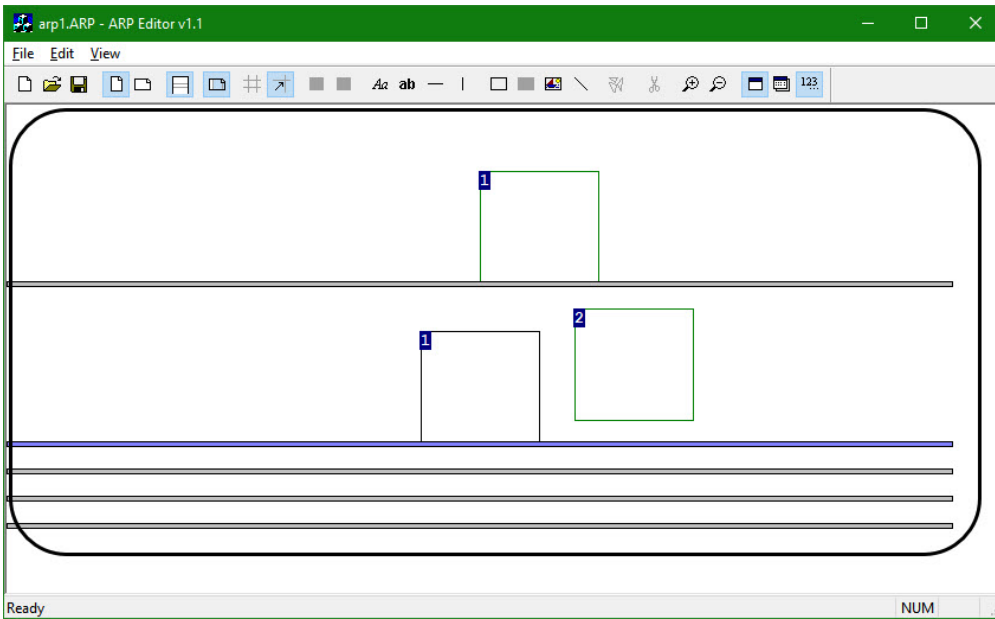 arp1.ARP - ARP Editor v1.1
File Edit View
Aa ab 123
1
2
1
Ready NUM